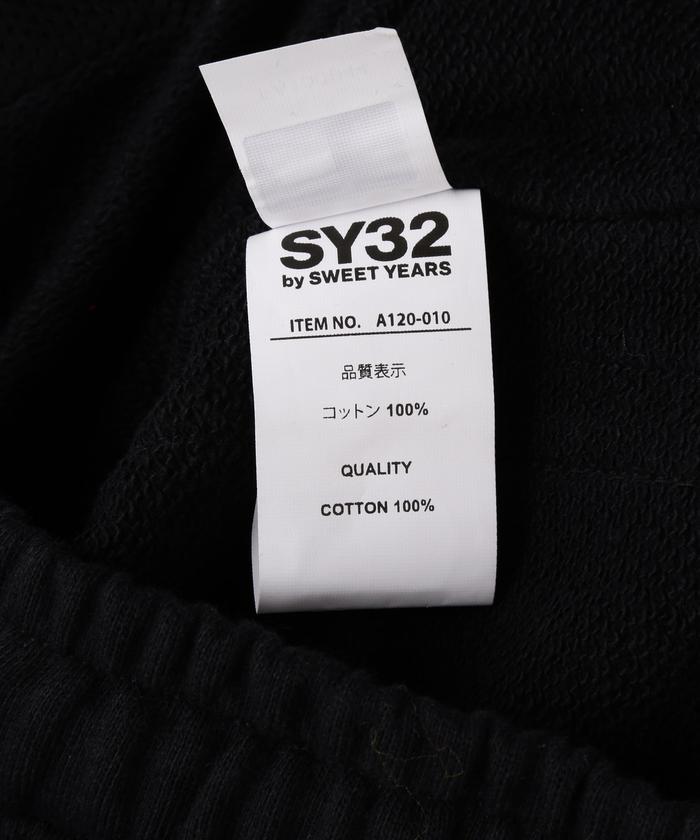 SY32
by SWEET YEARS
ITEM NO. A120-010
品質表示
コットン 100%
QUALITY
COTTON 100%